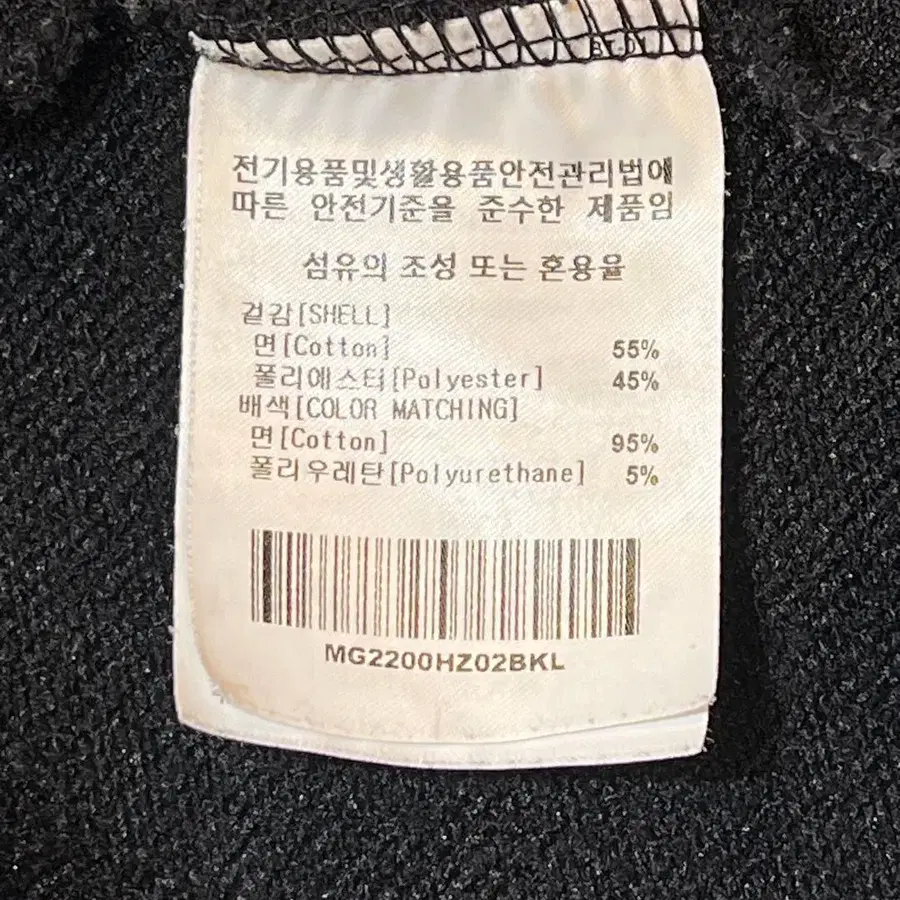 BT-01
전기용품및생활용품안전관리법에
따른 안전기준을 준수한 제품임
섬유의 조성 또는 혼용율
겉감[SHELL]
면[Cotton] 55%
폴리에스터[Polyester] 45%
배색[COLOR MATCHING]
면[Cotton] 95%
폴리우레탄[Polyurethane] 5%
MG2200HZ02BKL